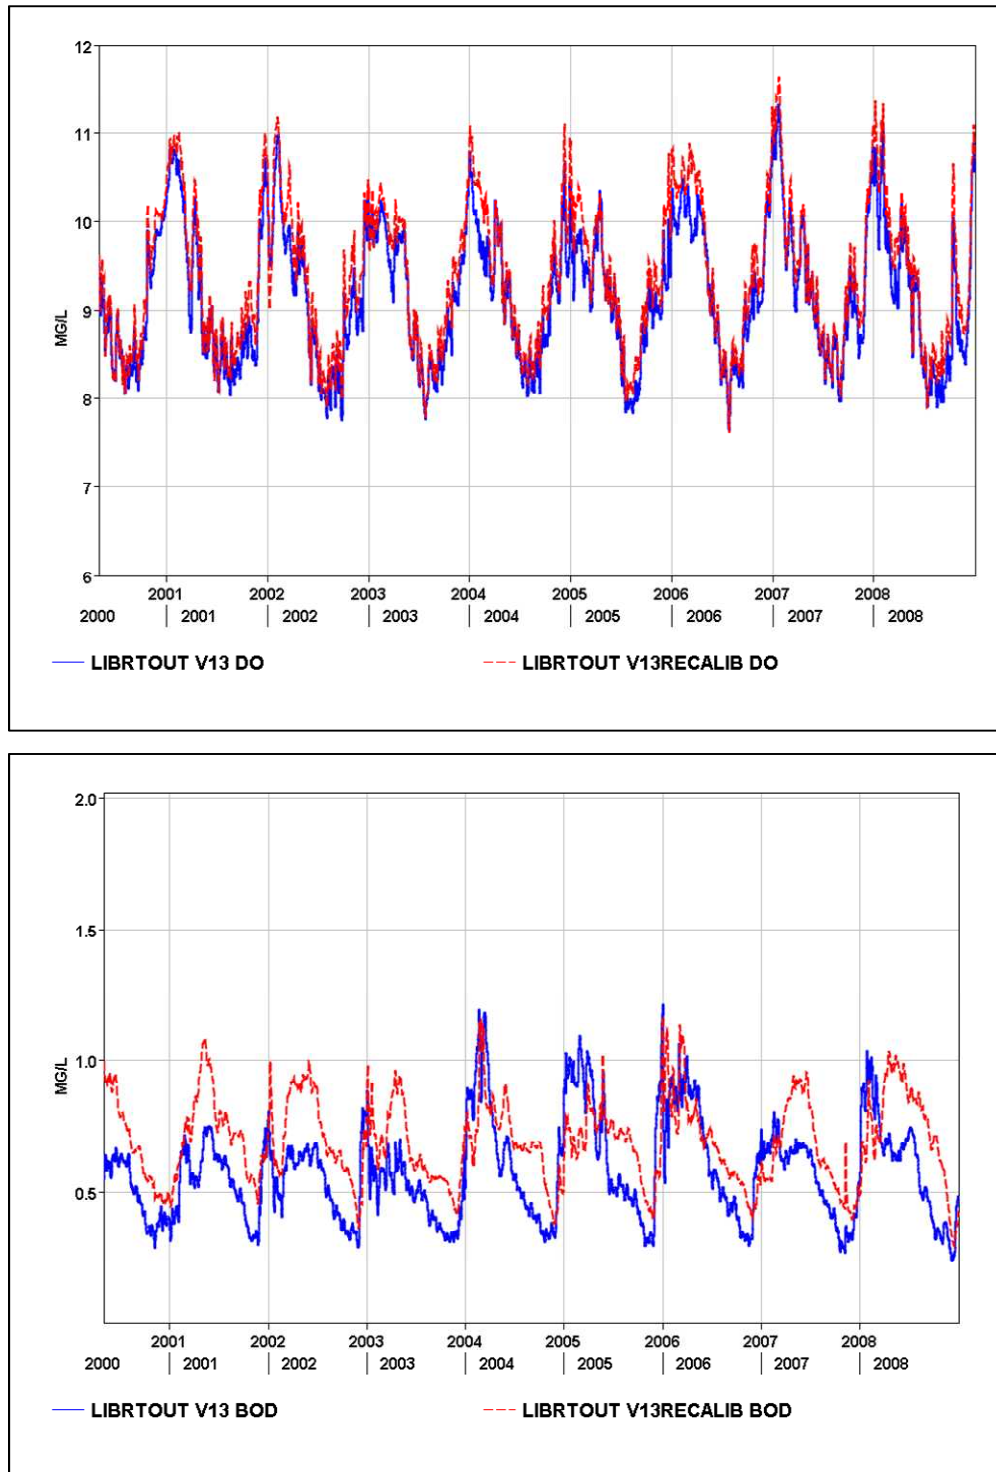 12
11
10
9
8
7
6
MG/L
2001 2002 2003 2004 2005 2006 2007 2008
2000 2001 2002 2003 2004 2005 2006 2007 2008
LIBRTOUT V13 DO LIBRTOUT V13RECALIB DO
2.0
1.5
1.0
0.5
MG/L
2001 2002 2003 2004 2005 2006 2007 2008
2000 2001 2002 2003 2004 2005 2006 2007 2008
LIBRTOUT V13 BOD LIBRTOUT V13RECALIB BOD